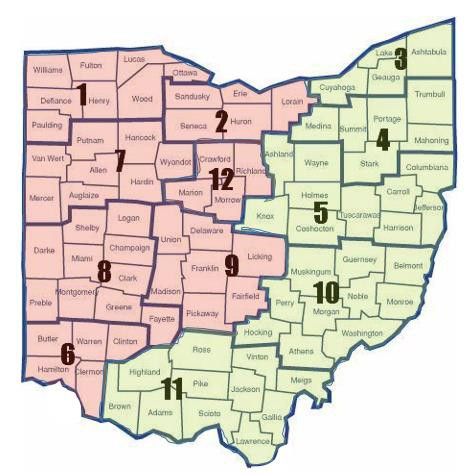 Williams
Fulton
Lucas
Ottawa
Defiance
1
Henry
Wood
Sandusky
Erie
Lorain
Paulding
Seneca
2
Huron
Putnam
Hancock
Van Wert
7
Allen
Wyandot
Crawford
Richland
12
Mercer
Auglaize
Hardin
Marion
Morrow
Lake
3
Ashtabula
Geauga
Cuyahoga
Trumbull
Medina
Summit
Portage
4
Mahoning
Ashland
Wayne
Stark
Columbiana
Holmes
Carroll
Jefferson
5
Tuscarawas
Knox
Coshocton
Harrison
Logan
Shelby
Champaign
Darke
Miami
8
Clark
Preble
Montgomery
Greene
Union
Delaware
Licking
Franklin
9
Madison
Fairfield
Pickaway
Fayette
Muskingum
Guernsey
Belmont
10
Noble
Monroe
Perry
Morgan
Washington
Hocking
Athens
Butler
Warren
Clinton
6
Hamilton
Clermont
Highland
Ross
Vinton
Meigs
11
Pike
Jackson
Brown
Adams
Scioto
Gallia
Lawrence